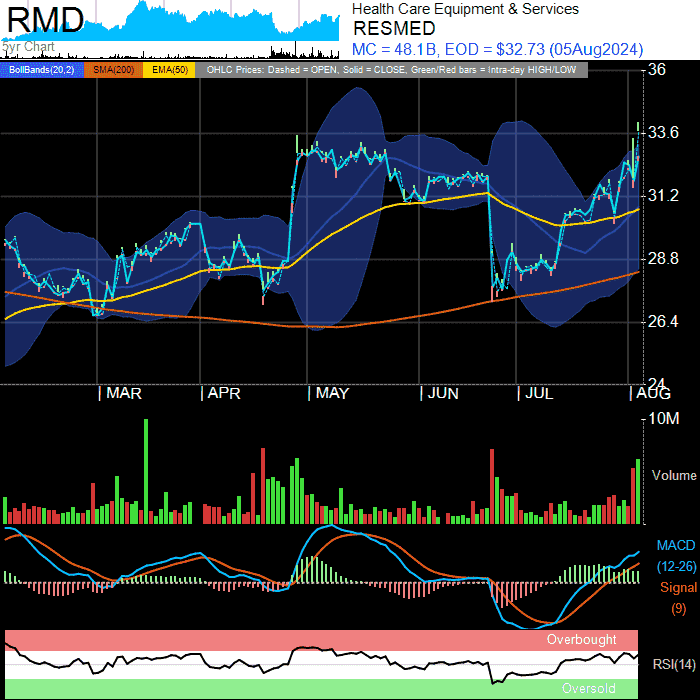 RMD
Health Care Equipment & Services
RESMED
5yr Chart
MC = 48.1B, EOD = $32.73 (05Aug2024)
BollBands(20,2) SMA(200) EMA(50) OHLC Prices: Dashed = OPEN, Solid = CLOSE, Green/Red bars = Intra-day HIGH/LOW
36
33.6
31.2
28.8
26.4
24
| MAR | APR | MAY | JUN | JUL | AUG
10M
Volume
MACD
(12-26)
Signal
(9)
Overbought
RSI(14)
Oversold